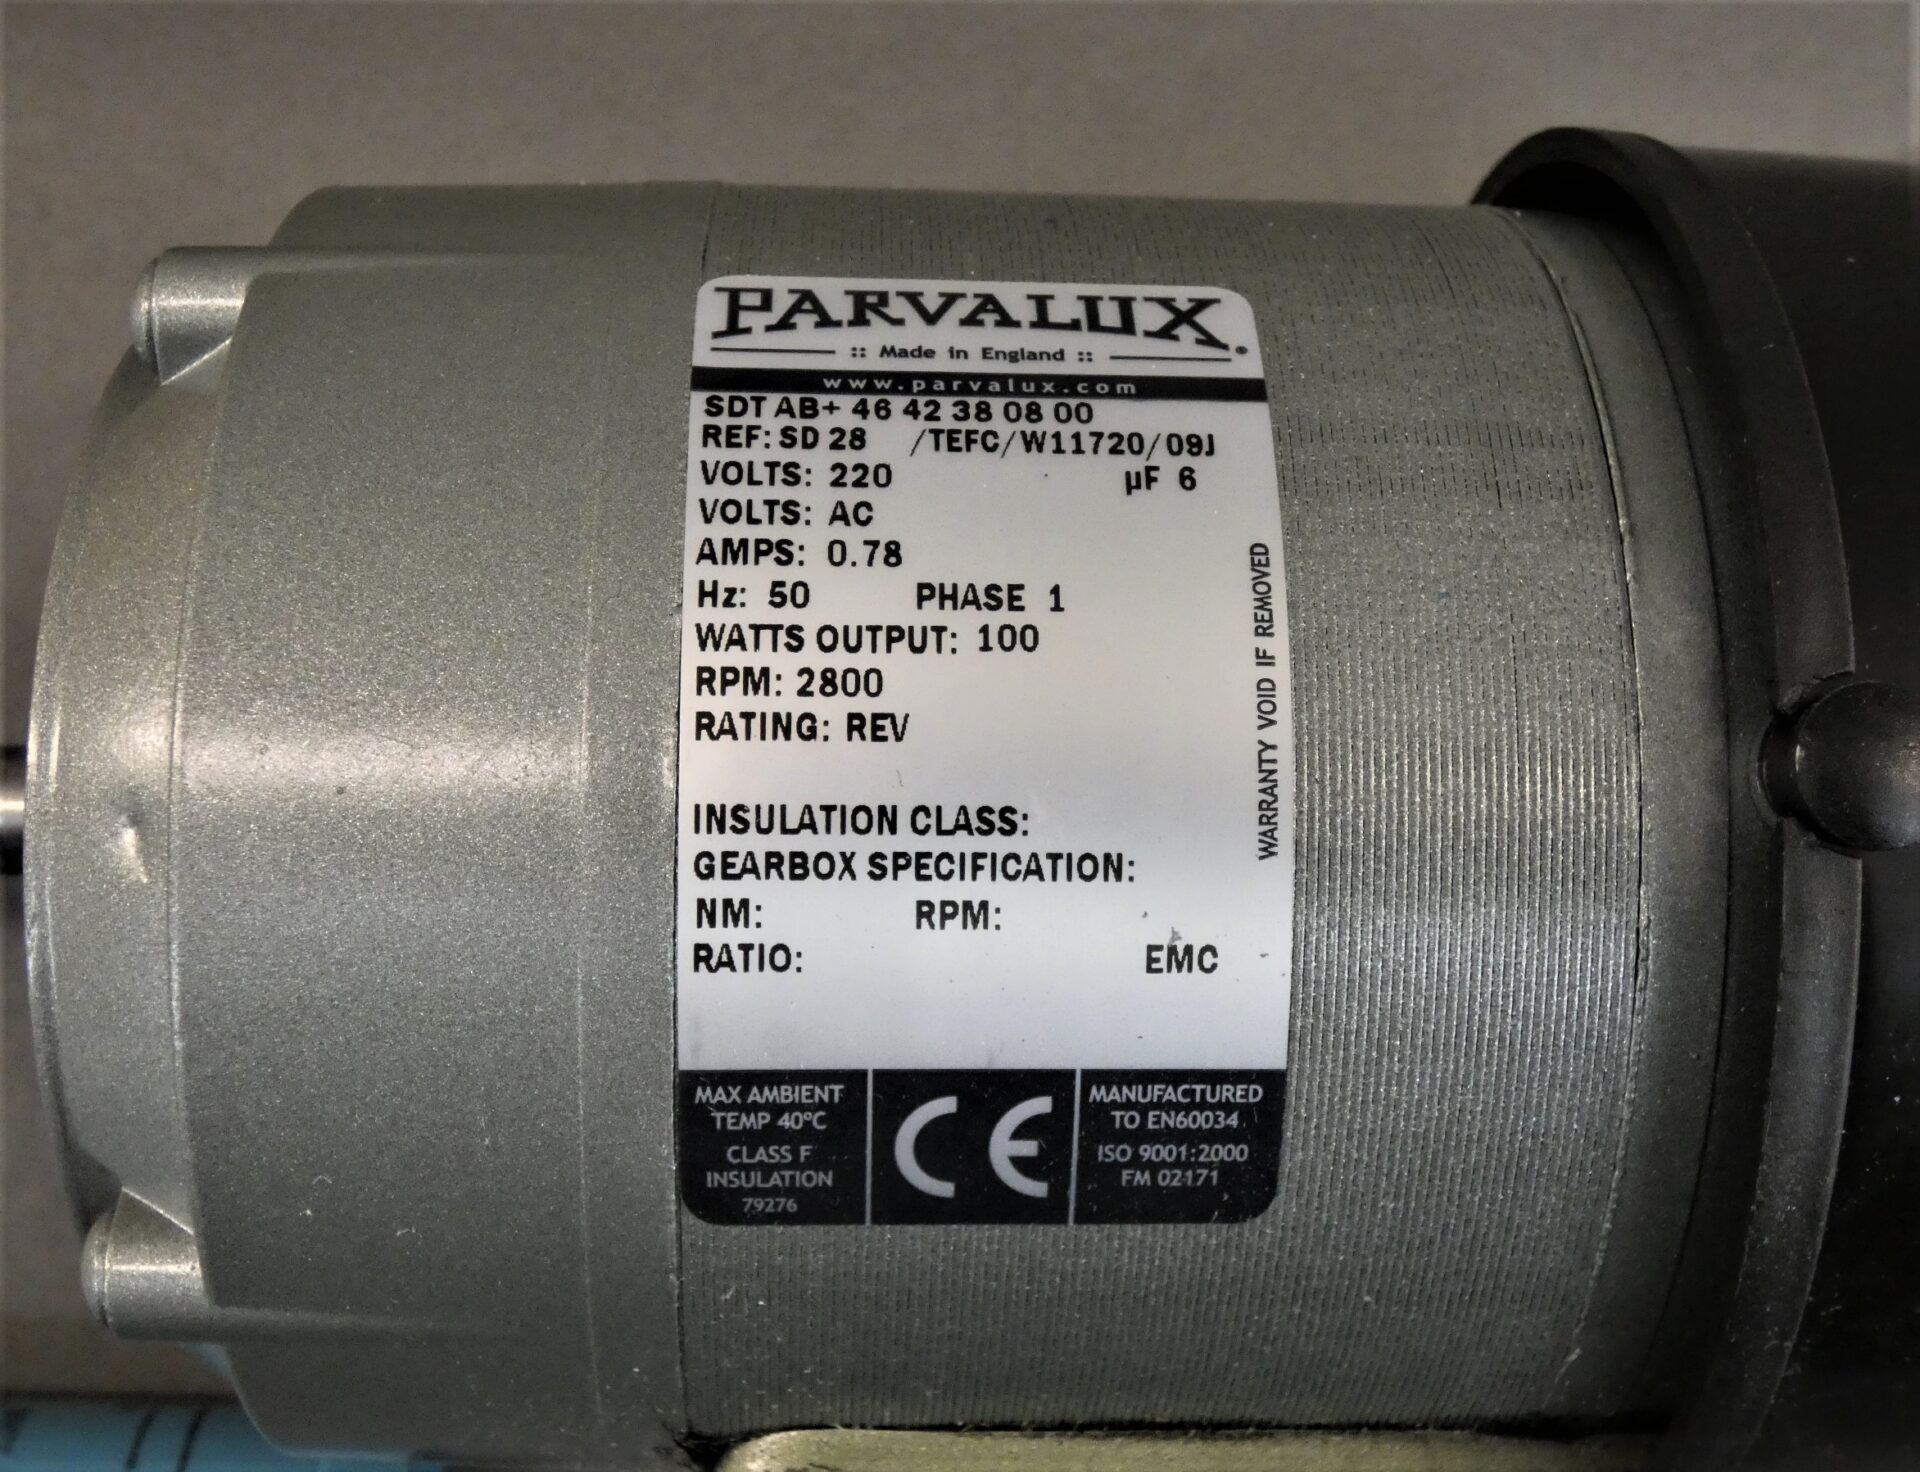 PARVALUX®
:: Made in England ::
www.parvalux.com
SDT AB+ 46 42 38 08 00
REF: SD 28 /TEFC/W11720/09J
VOLTS: 220 µF 6
VOLTS: AC
AMPS: 0.78
Hz: 50 PHASE 1
WATTS OUTPUT: 100
RPM: 2800
RATING: REV
INSULATION CLASS:
GEARBOX SPECIFICATION:
NM: RPM:
RATIO: EMC
WARRANTY VOID IF REMOVED
MAX AMBIENT
TEMP 40°C
CLASS F
INSULATION
79276
CE
MANUFACTURED
TO EN60034
ISO 9001:2000
FM 02171